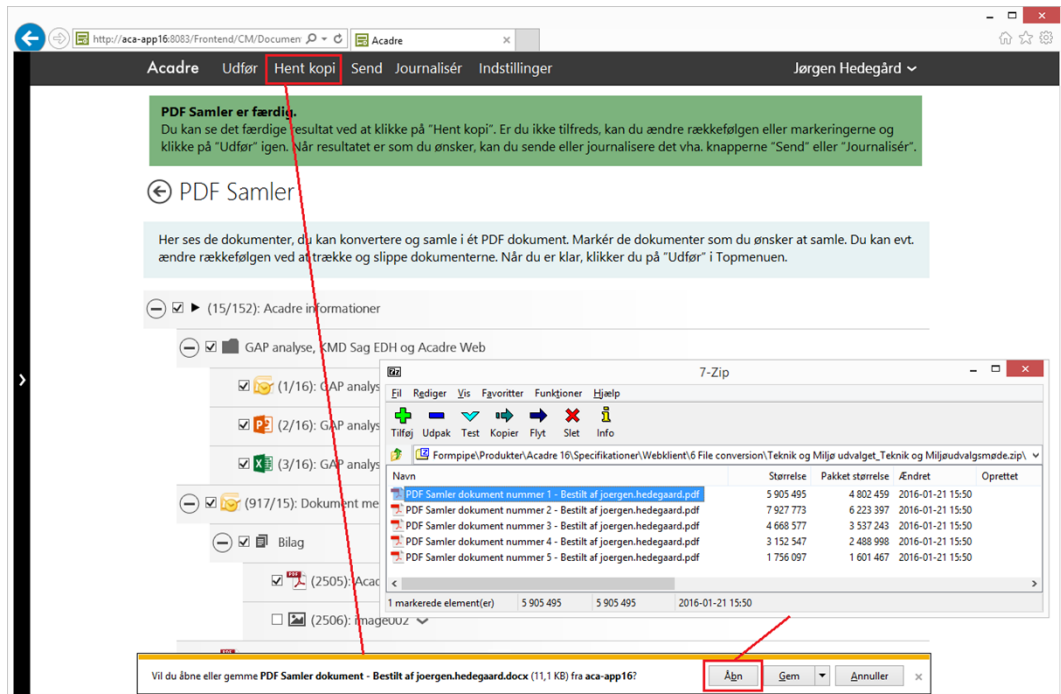 http://aca-app16:8083/Frontend/CM/Documen
Acadre
Acadre Udfør Hent kopi Send Journalisér Indstillinger Jørgen Hedegård
PDF Samler er færdig.
Du kan se det færdige resultat ved at klikke på "Hent kopi". Er du ikke tilfreds, kan du ændre rækkefølgen eller markeringerne og
klikke på "Udfør" igen. Når resultatet er som du ønsker, kan du sende eller journalisere det vha. knapperne "Send" eller "Journalisér".
PDF Samler
Her ses de dokumenter, du kan konvertere og samle i ét PDF dokument. Markér de dokumenter som du ønsker at samle. Du kan evt.
ændre rækkefølgen ved at trække og slippe dokumenterne. Når du er klar, klikker du på "Udfør" i Topmenuen.
(15/152): Acadre informationer
GAP analyse, KMD Sag EDH og Acadre Web
(1/16): GAP analys
(2/16): GAP analys
(3/16): GAP analys
(917/15): Dokument me
Bilag
(2505): Acac
(2506): image002
7-Zip
Fil Rediger Vis Favoritter Funktioner Hjælp
Tilføj Udpak Test Kopier Flyt Slet Info
Formpipe\Produkter\Acadre 16\Specifikationer\Webklient\6 File conversion\Teknik og Miljø udvalget_Teknik og Miljøudvalgsmøde.zip\
Navn Størrelse Pakket størrelse Ændret Oprettet
PDF Samler dokument nummer 1 - Bestilt af joergen.hedegaard.pdf 5 905 495 4 802 459 2016-01-21 15:50
PDF Samler dokument nummer 2 - Bestilt af joergen.hedegaard.pdf 7 927 773 6 223 397 2016-01-21 15:50
PDF Samler dokument nummer 3 - Bestilt af joergen.hedegaard.pdf 4 668 577 3 537 243 2016-01-21 15:50
PDF Samler dokument nummer 4 - Bestilt af joergen.hedegaard.pdf 3 152 547 2 488 998 2016-01-21 15:50
PDF Samler dokument nummer 5 - Bestilt af joergen.hedegaard.pdf 1 756 097 1 601 467 2016-01-21 15:50
1 markerede element(er) 5 905 495 5 905 495 2016-01-21 15:50
Vil du åbne eller gemme PDF Samler dokument - Bestilt af joergen.hedegaard.docx (11,1 KB) fra aca-app16?
Åbn Gem Annuller